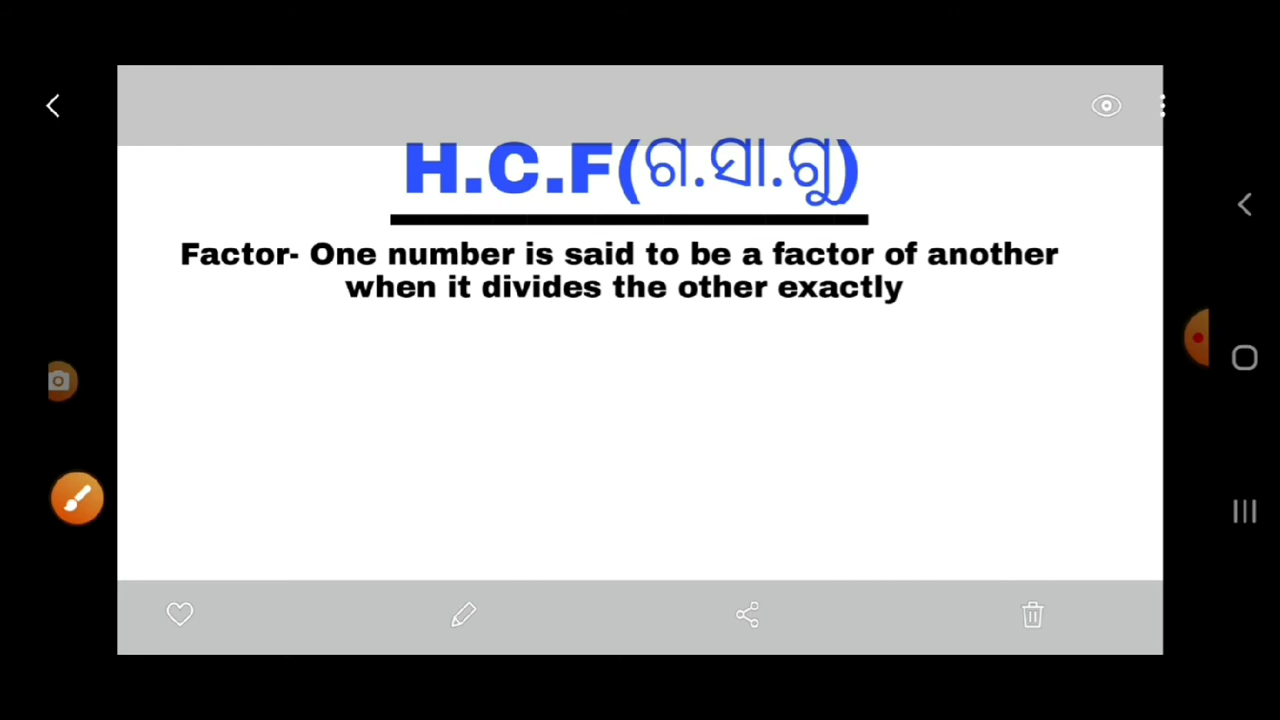 H.C.F(ଗ.ସା.ଗୁ)
Factor- One number is said to be a factor of another
when it divides the other exactly